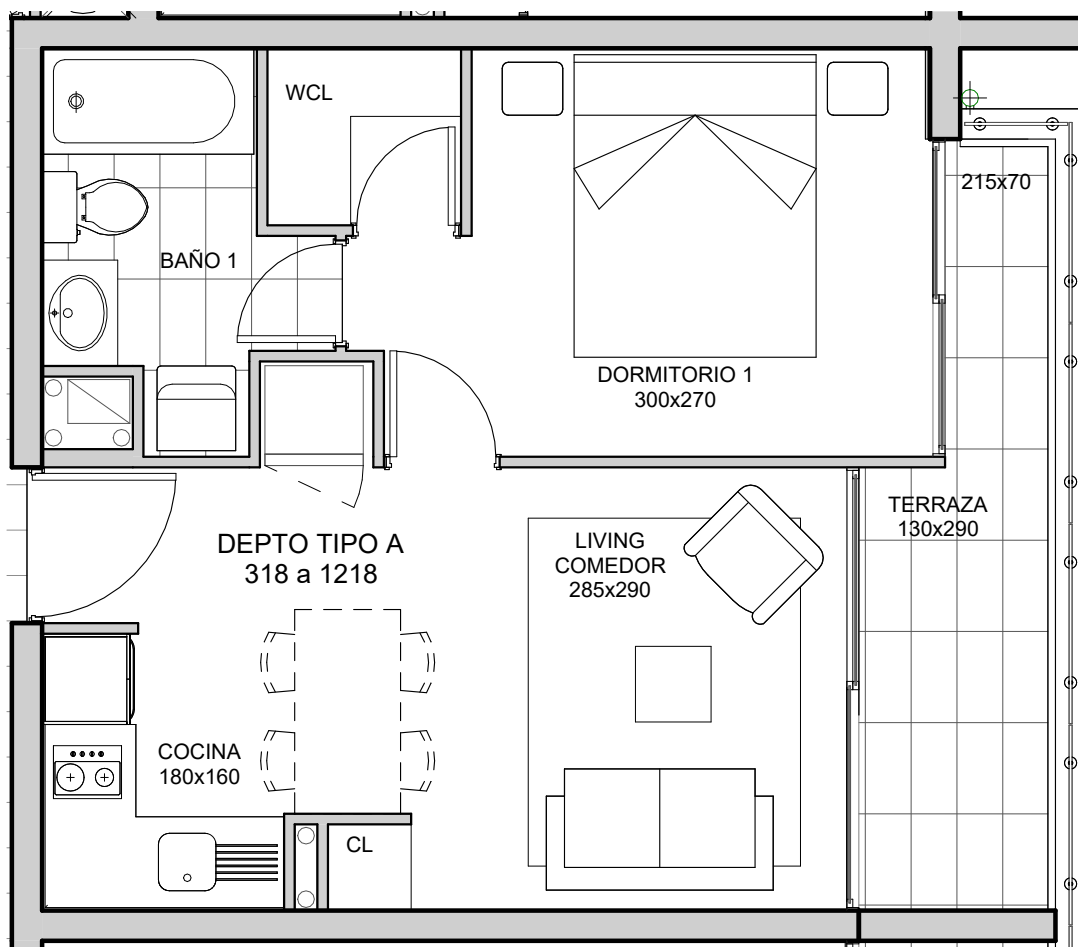 WCL
215x70
BAÑO 1
DORMITORIO 1
300x270
TERRAZA
130x290
DEPTO TIPO A
318 a 1218
LIVING
COMEDOR
285x290
COCINA
180x160
CL